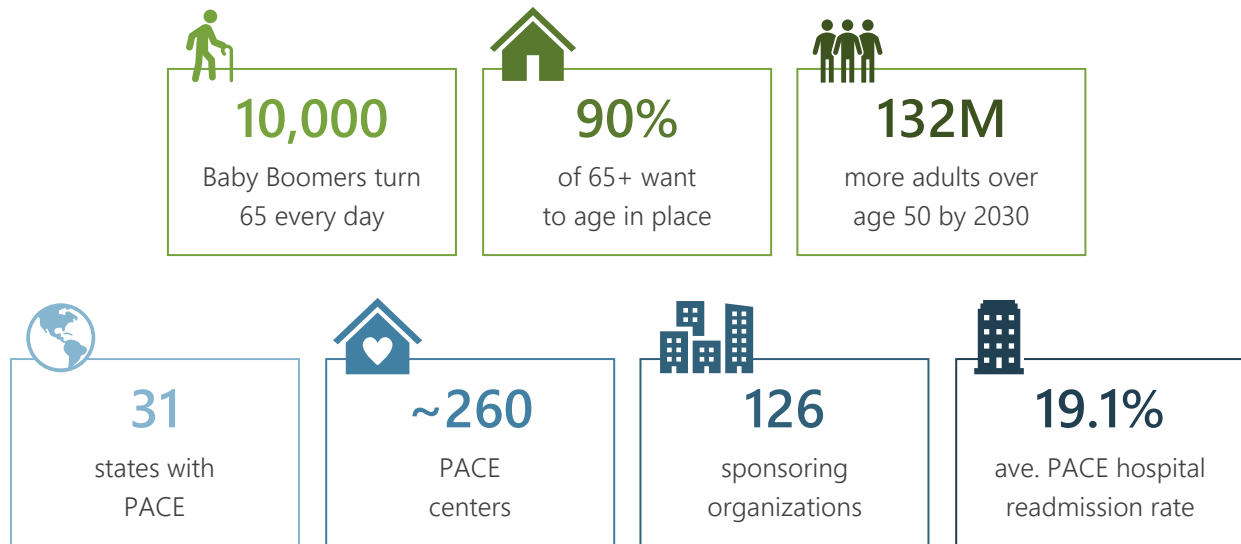 10,000
Baby Boomers turn
65 every day
90%
of 65+ want
to age in place
132M
more adults over
age 50 by 2030
31
states with
PACE
~260
PACE
centers
126
sponsoring
organizations
19.1%
ave. PACE hospital
readmission rate